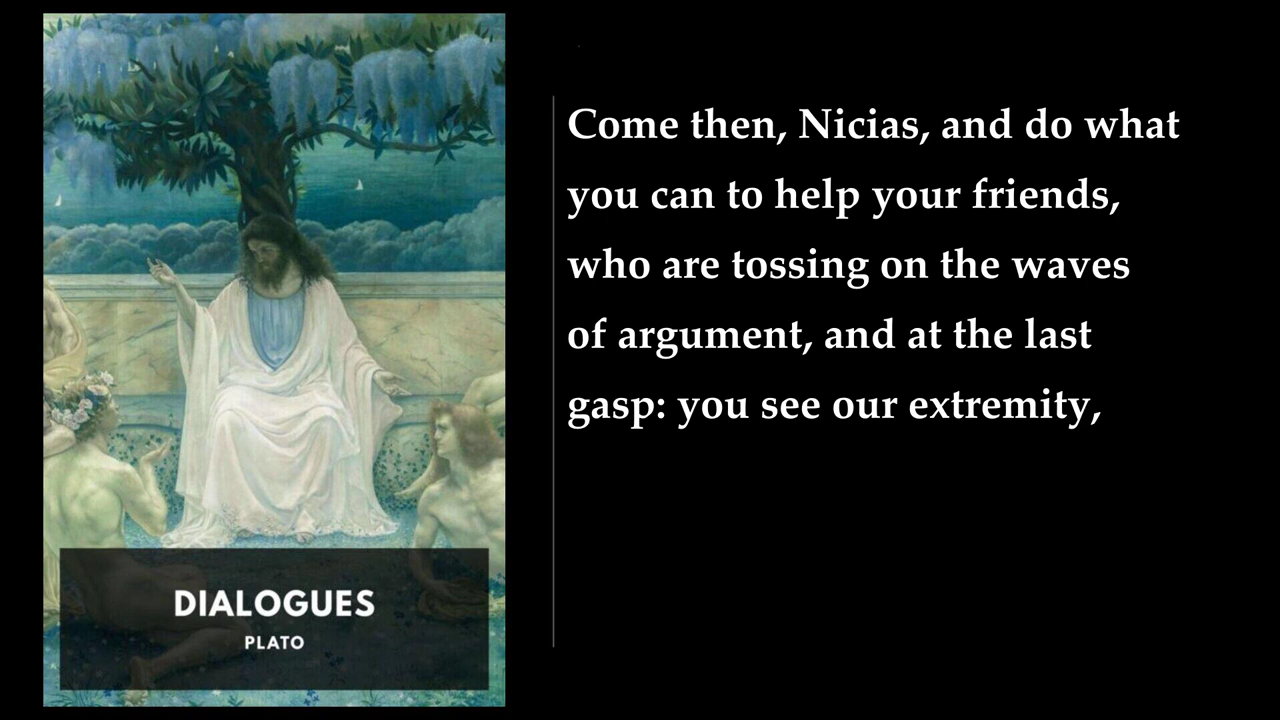 Come then, Nicias, and do what
you can to help your friends,
who are tossing on the waves
of argument, and at the last
gasp: you see our extremity,
DIALOGUES
PLATO